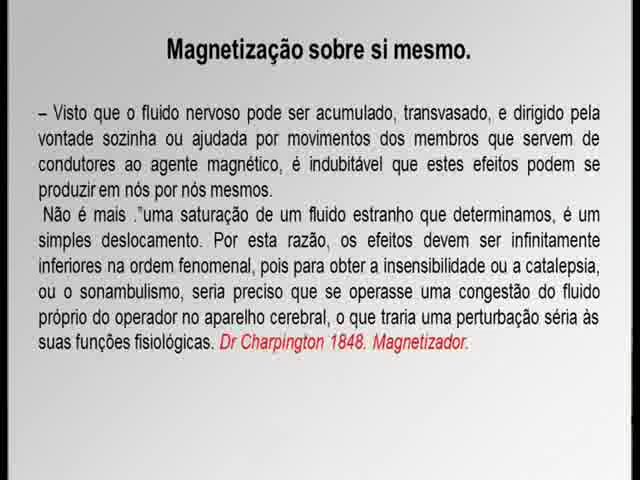 Magnetização sobre si mesmo.
– Visto que o fluido nervoso pode ser acumulado, transvasado, e dirigido pela
vontade sozinha ou ajudada por movimentos dos membros que servem de
condutores ao agente magnético, é indubitável que estes efeitos podem se
produzir em nós por nós mesmos.
Não é mais .”uma saturação de um fluido estranho que determinamos, é um
simples deslocamento. Por esta razão, os efeitos devem ser infinitamente
inferiores na ordem fenomenal, pois para obter a insensibilidade ou a catalepsia,
ou o sonambulismo, seria preciso que se operasse uma congestão do fluido
próprio do operador no aparelho cerebral, o que traria uma perturbação séria às
suas funções fisiológicas. Dr Charpington 1848. Magnetizador.